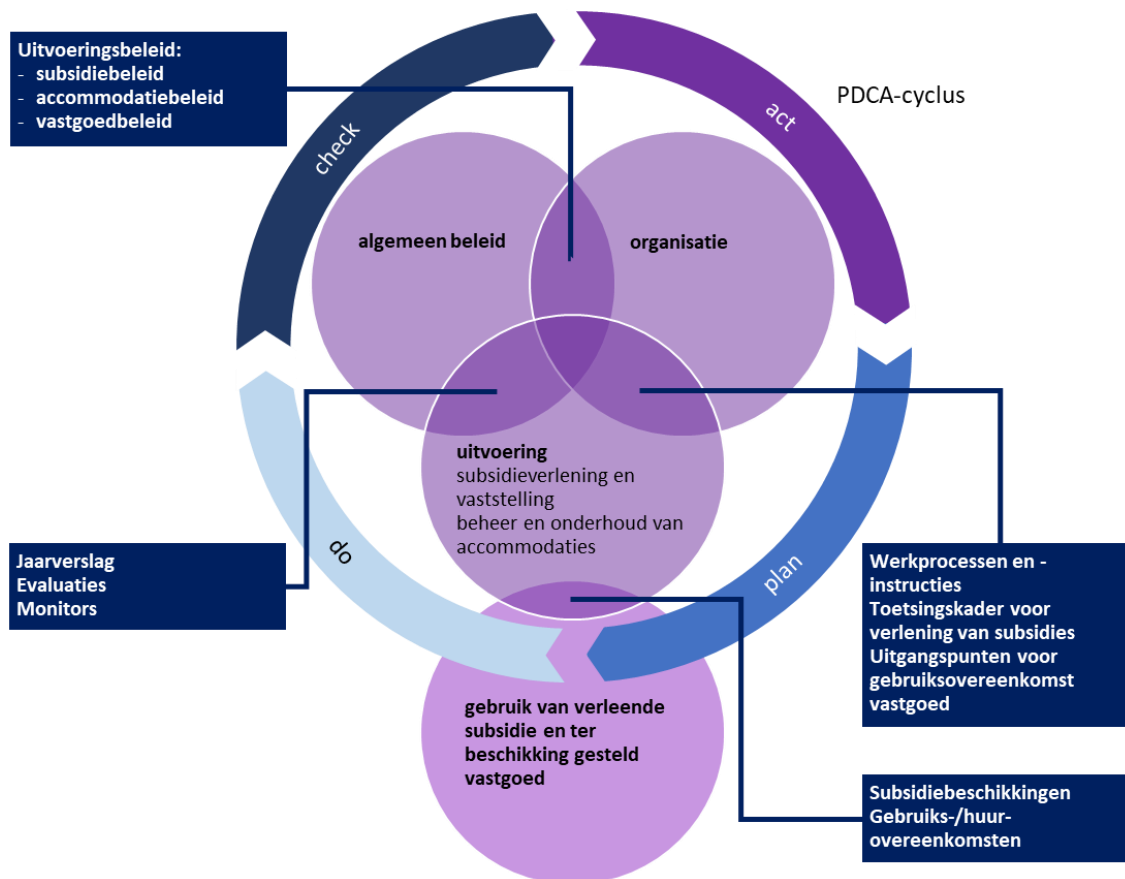 Uitvoeringsbeleid:
- subsidiebeleid
- accommodatiebeleid
- vastgoedbeleid
PDCA-cyclus
act
check
algemeen beleid
organisatie
uitvoering
subsidieverlening en
vaststelling
beheer en onderhoud van
accommodaties
do
plan
Jaarverslag
Evaluaties
Monitors
Werkprocessen en -
instructies
Toetsingskader voor
verlening van subsidies
Uitgangspunten voor
gebruiksovereenkomst
vastgoed
gebruik van verleende
subsidie en ter
beschikking gesteld
vastgoed
Subsidiebeschikkingen
Gebruiks-/huur-
overeenkomsten